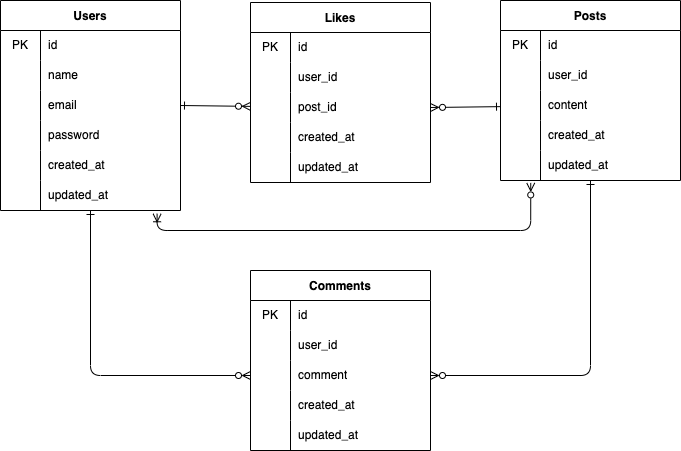 Users
PK id
name
email
password
created_at
updated_at
Likes
PK id
user_id
post_id
created_at
updated_at
Posts
PK id
user_id
content
created_at
updated_at
Comments
PK id
user_id
comment
created_at
updated_at